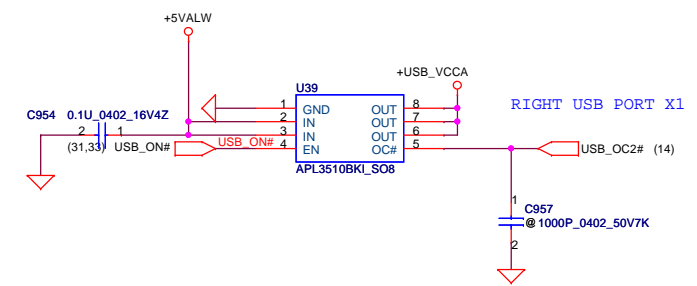 +5VALW
+USB_VCCA
U39
C954 0.1U_0402_16V4Z
1 GND OUT 8
2 IN OUT 7
3 IN OUT 6
4 EN OC# 5
APL3510BKI_SO8
RIGHT USB PORT X1
2 1
(31,33) USB_ON# USB_ON#
USB_OC2# (14)
1
C957
@ 1000P_0402_50V7K
2